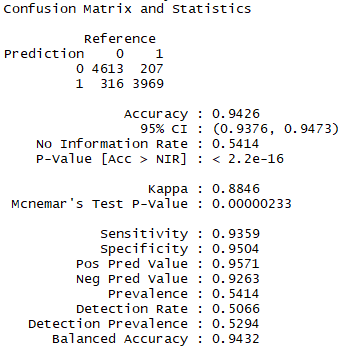 Confusion Matrix and Statistics
Reference
Prediction 0 1
0 4613 207
1 316 3969
Accuracy : 0.9426
95% CI : (0.9376, 0.9473)
No Information Rate : 0.5414
P-Value [Acc > NIR] : < 2.2e-16
Kappa : 0.8846
Mcnemar's Test P-Value : 0.00000233
Sensitivity : 0.9359
Specificity : 0.9504
Pos Pred Value : 0.9571
Neg Pred Value : 0.9263
Prevalence : 0.5414
Detection Rate : 0.5066
Detection Prevalence : 0.5294
Balanced Accuracy : 0.9432